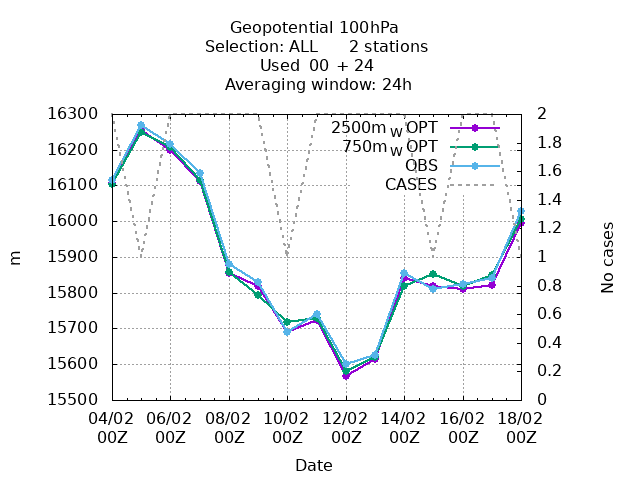 Geopotential 100hPa
Selection: ALL 2 stations
Used 00 + 24
Averaging window: 24h
16300
16200
16100
16000
15900
15800
15700
15600
15500
m
2500m W OPT
750m W OPT
OBS
CASES
2
1.8
1.6
1.4
1.2
1
0.8
0.6
0.4
0.2
0
No cases
04/02 06/02 08/02 10/02 12/02 14/02 16/02 18/02
00Z 00Z 00Z 00Z 00Z 00Z 00Z 00Z
Date